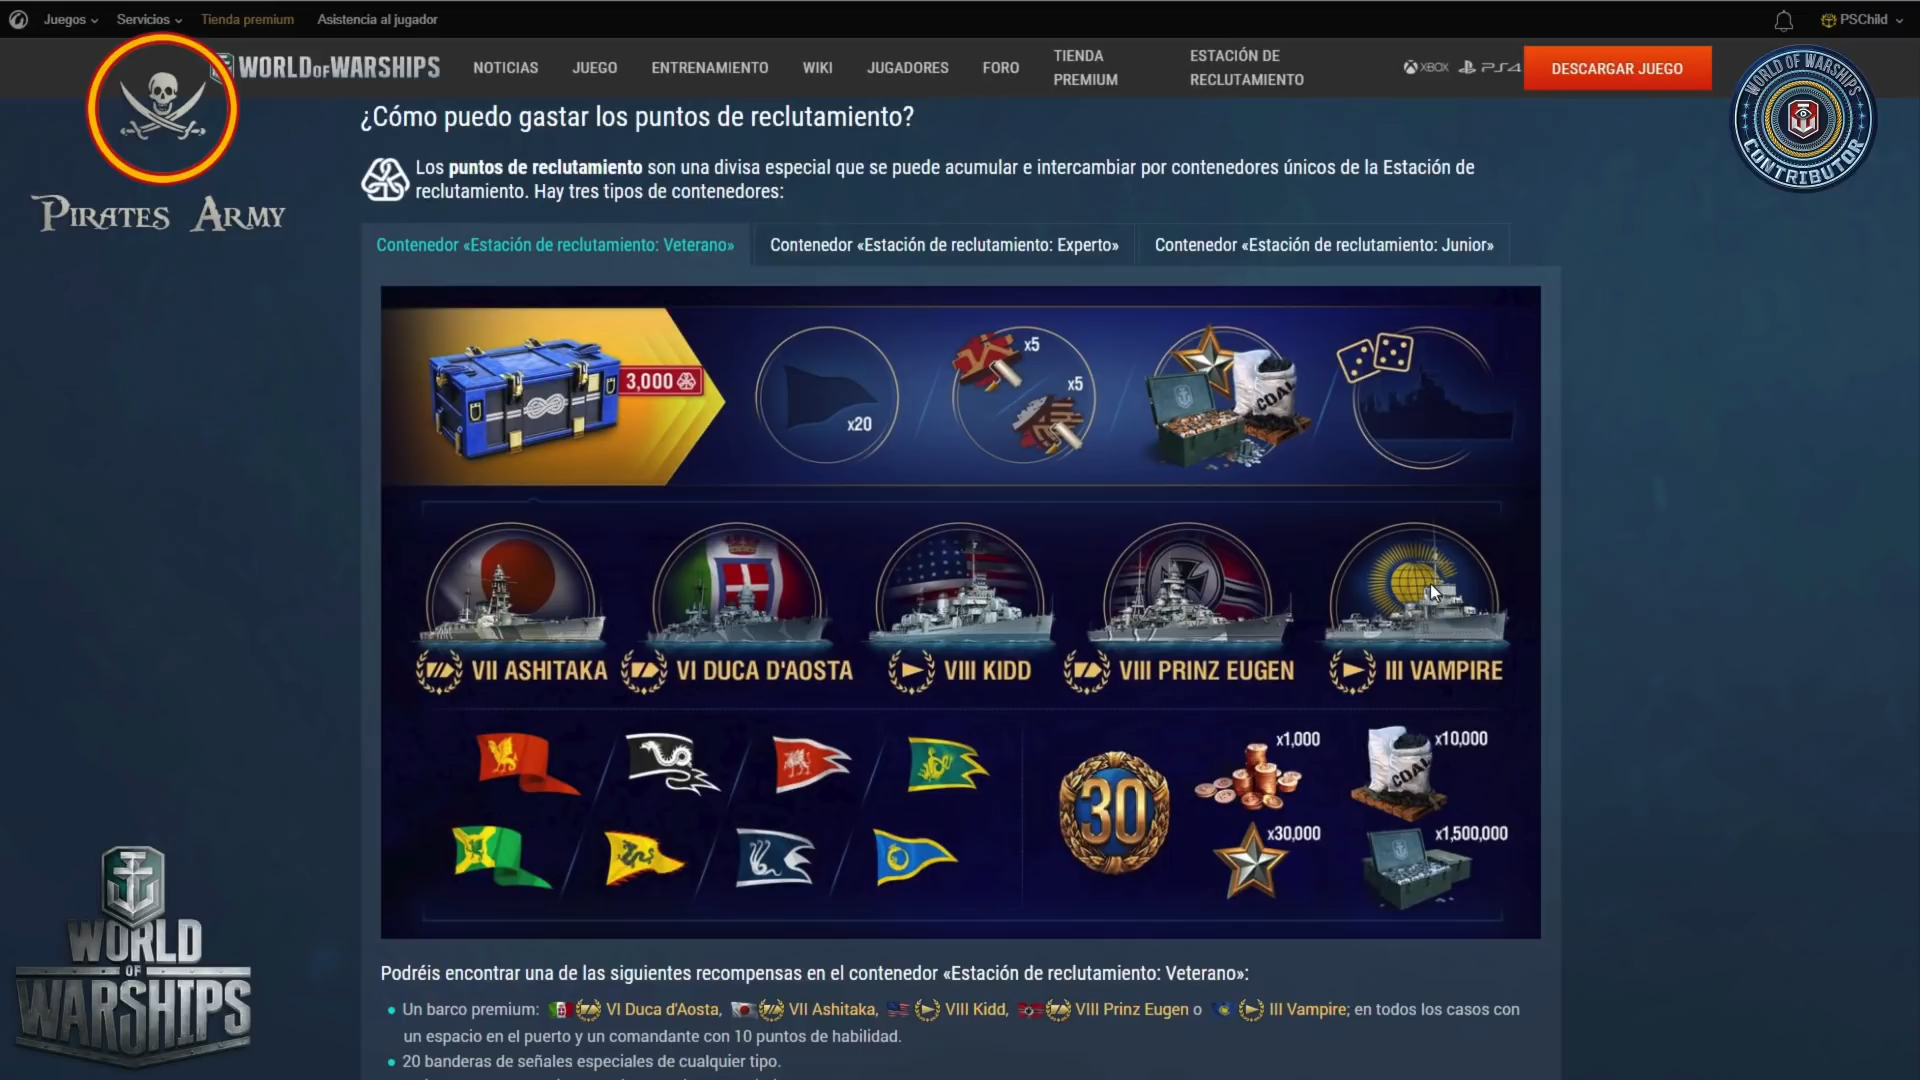 Juegos Servicios Tienda premium Asistencia al jugador PSChild
WORLD OF WARSHIPS NOTICIAS JUEGO ENTRENAMIENTO WIKI JUGADORES FORO TIENDA PREMIUM ESTACIÓN DE RECLUTAMIENTO XBOX PS4 DESCARGAR JUEGO
WORLD OF WARSHIPS
CONTRIBUTOR
PIRATES ARMY
¿Cómo puedo gastar los puntos de reclutamiento?
Los puntos de reclutamiento son una divisa especial que se puede acumular e intercambiar por contenedores únicos de la Estación de
reclutamiento. Hay tres tipos de contenedores:
Contenedor «Estación de reclutamiento: Veterano» Contenedor «Estación de reclutamiento: Experto» Contenedor «Estación de reclutamiento: Junior»
3,000 x20 x5 x5 COAL
VII ASHITAKA VI DUCA D'AOSTA VIII KIDD VIII PRINZ EUGEN III VAMPIRE
30 x1,000 COAL x10,000
x30,000 x1,500,000
WORLD
OF
WARSHIPS
Podréis encontrar una de las siguientes recompensas en el contenedor «Estación de reclutamiento: Veterano»:
Un barco premium: VI Duca d'Aosta, VII Ashitaka, VIII Kidd, VIII Prinz Eugen o III Vampire; en todos los casos con
un espacio en el puerto y un comandante con 10 puntos de habilidad.
20 banderas de señales especiales de cualquier tipo.